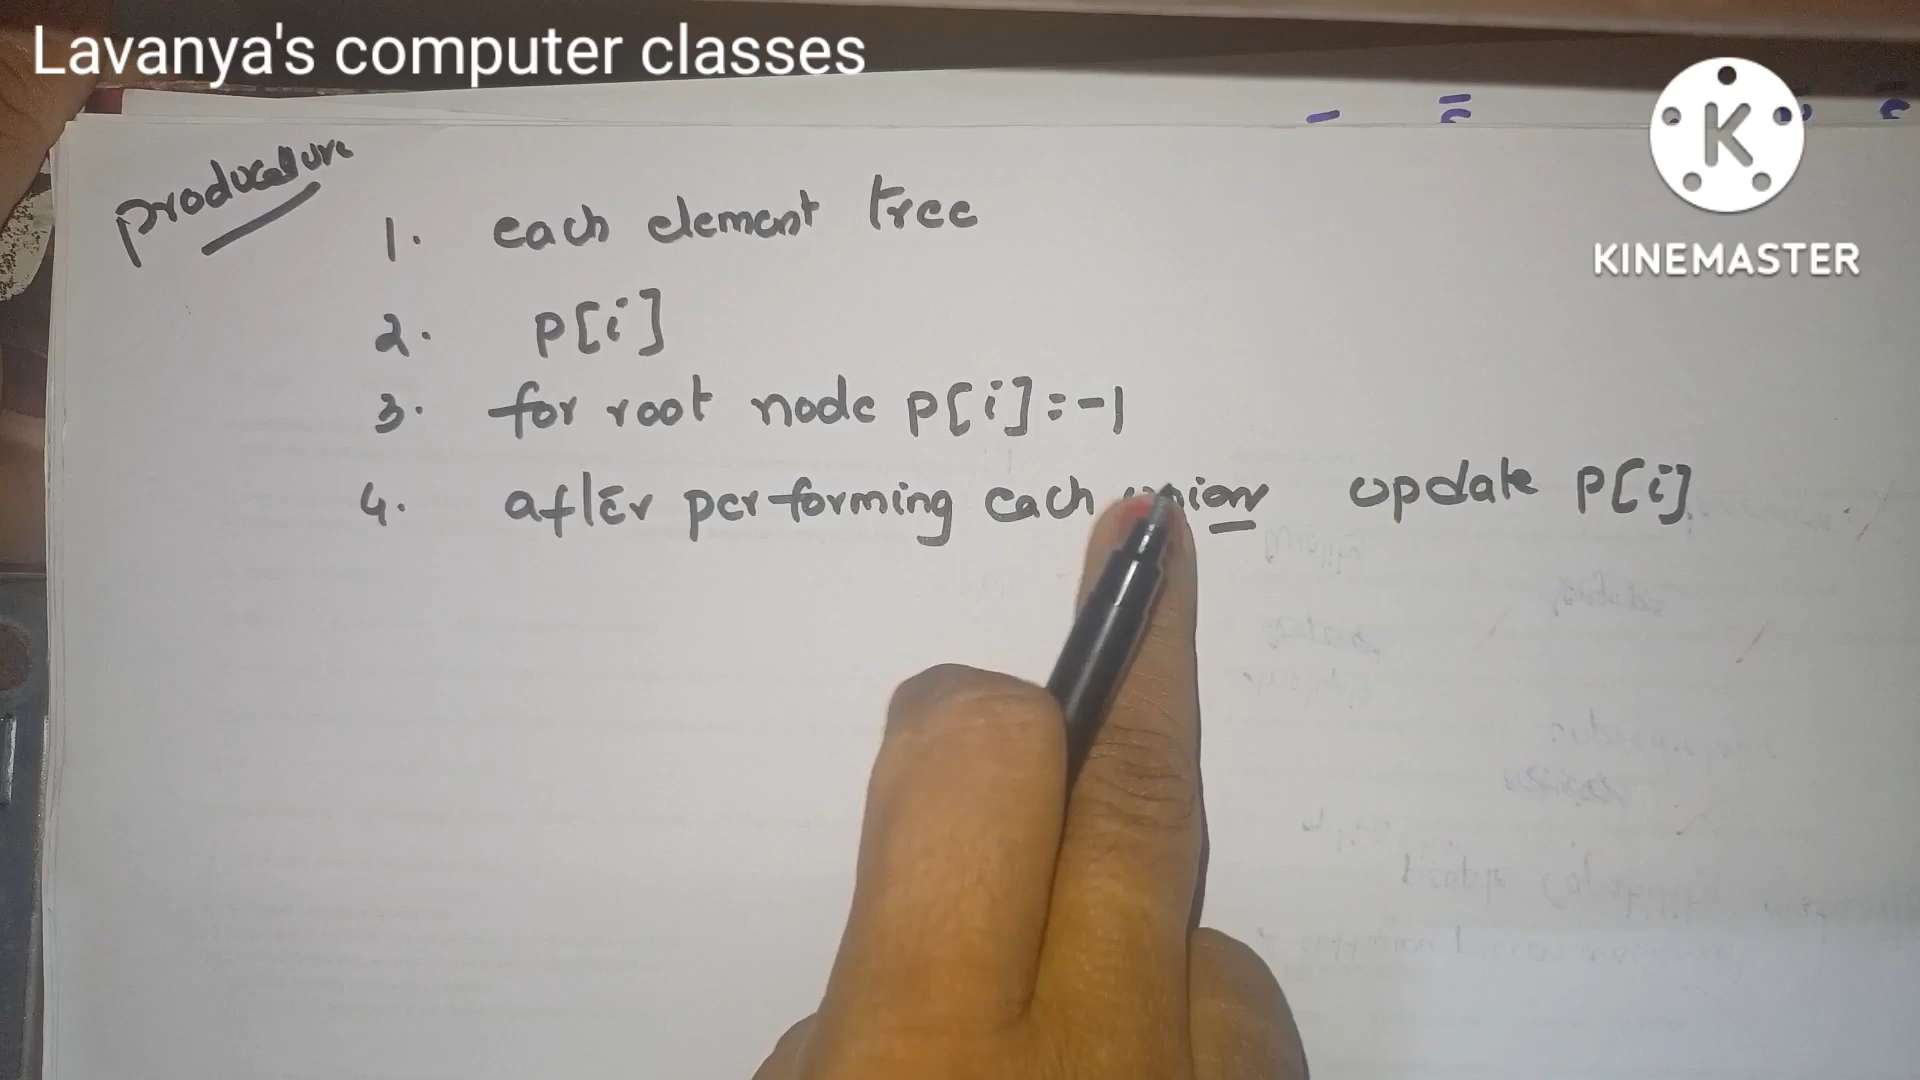 Lavanya's computer classes
KINEMASTER
producedure
1. each element tree
2. P[i]
3. for root node P[i]=-1
4. after performing each union update P[i]